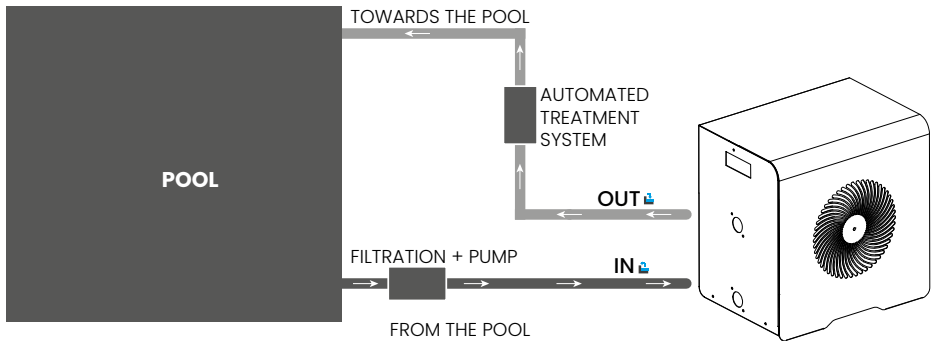 TOWARDS THE POOL
AUTOMATED
TREATMENT
SYSTEM
POOL
OUT
FILTRATION + PUMP
IN
FROM THE POOL